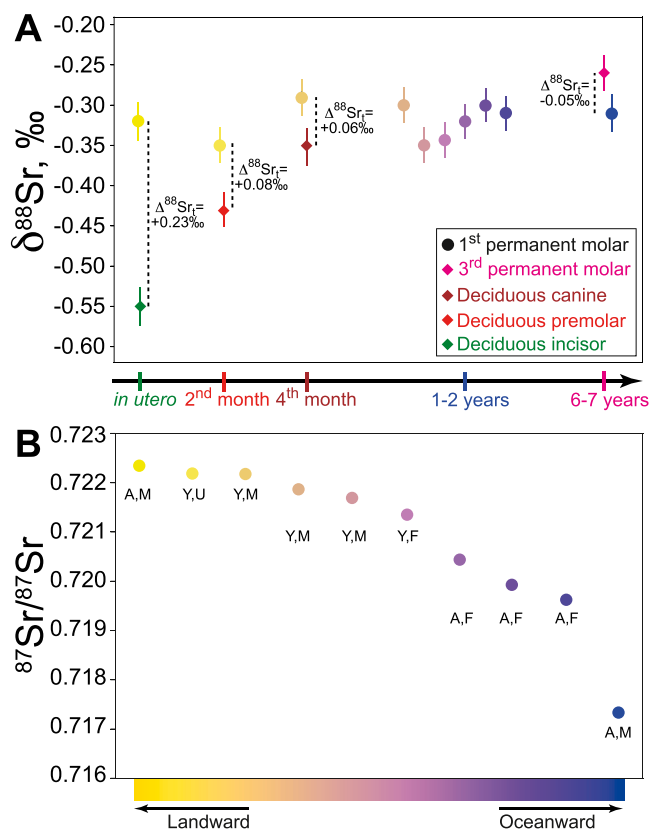 A
-0.20
-0.25
-0.30
-0.35
-0.40
-0.45
-0.50
-0.55
-0.60
δ⁸⁸Sr, ‰
Δ⁸⁸Srₜ=
+0.23‰
Δ⁸⁸Srₜ=
+0.08‰
Δ⁸⁸Srₜ=
+0.06‰
Δ⁸⁸Srₜ=
-0.05‰
1ˢᵗ permanent molar
3ʳᵈ permanent molar
Deciduous canine
Deciduous premolar
Deciduous incisor
in utero 2ⁿᵈ month 4ᵗʰ month 1-2 years 6-7 years
B
0.723
0.722
0.721
0.720
0.719
0.718
0.717
0.716
⁸⁷Sr/⁸⁷Sr
A,M Y,U Y,M
Y,M Y,M Y,F
A,F A,F A,F
A,M
Landward Oceanward